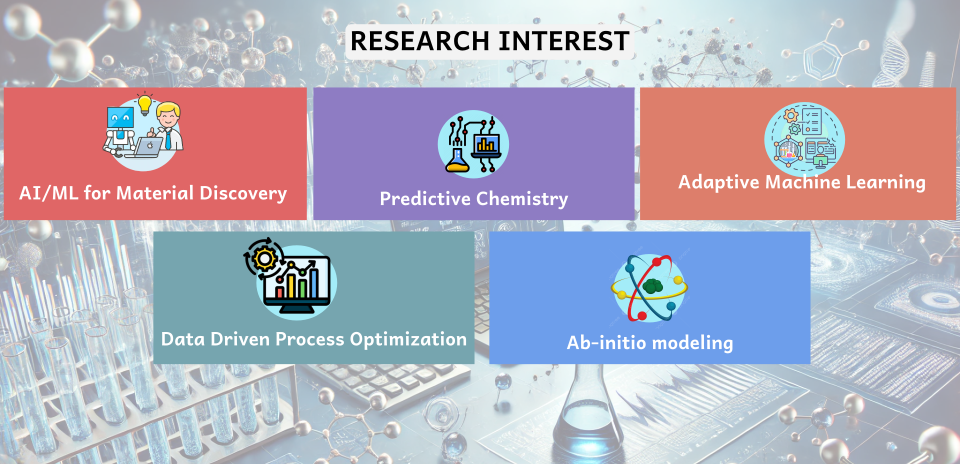 RESEARCH INTEREST
AI/ML for Material Discovery
Predictive Chemistry
Adaptive Machine Learning
Data Driven Process Optimization
Ab-initio modeling